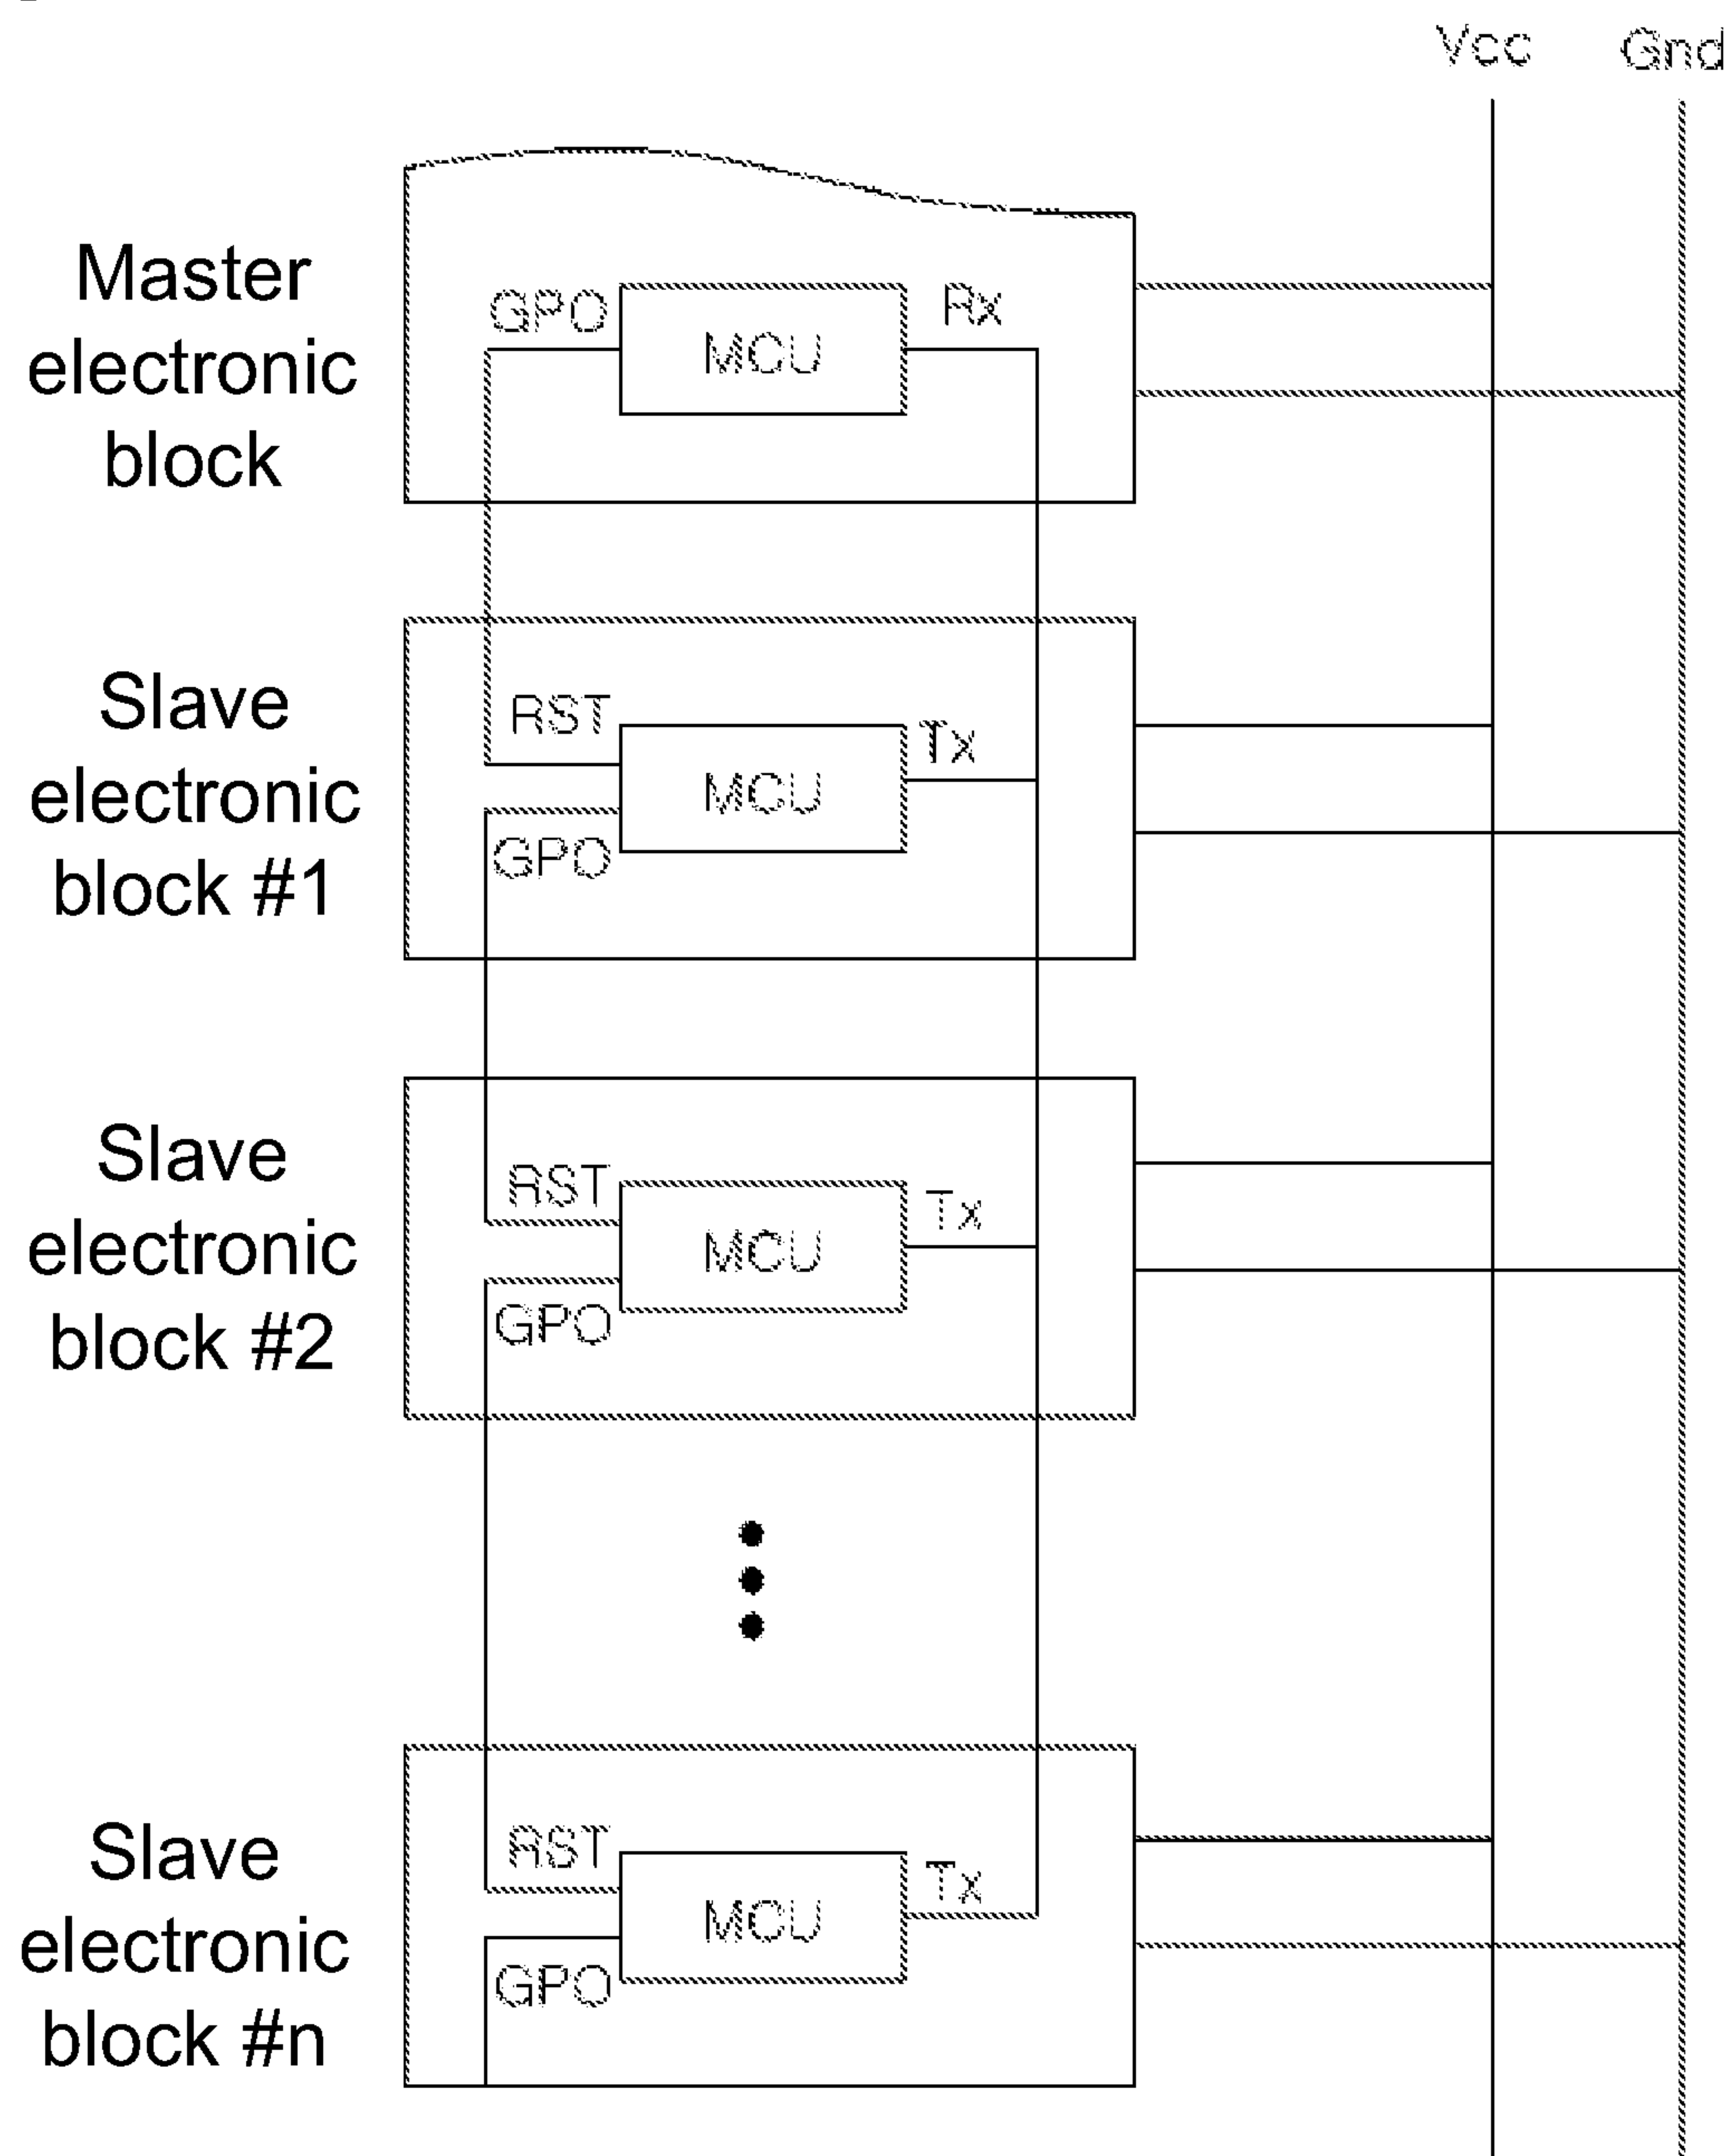 Vcc Gnd
Master
electronic
block
GPO
MCU
Rx
Slave
electronic
block #1
RST
GPO
MCU
Tx
Slave
electronic
block #2
RST
GPO
MCU
Tx
Slave
electronic
block #n
RST
GPO
MCU
Tx